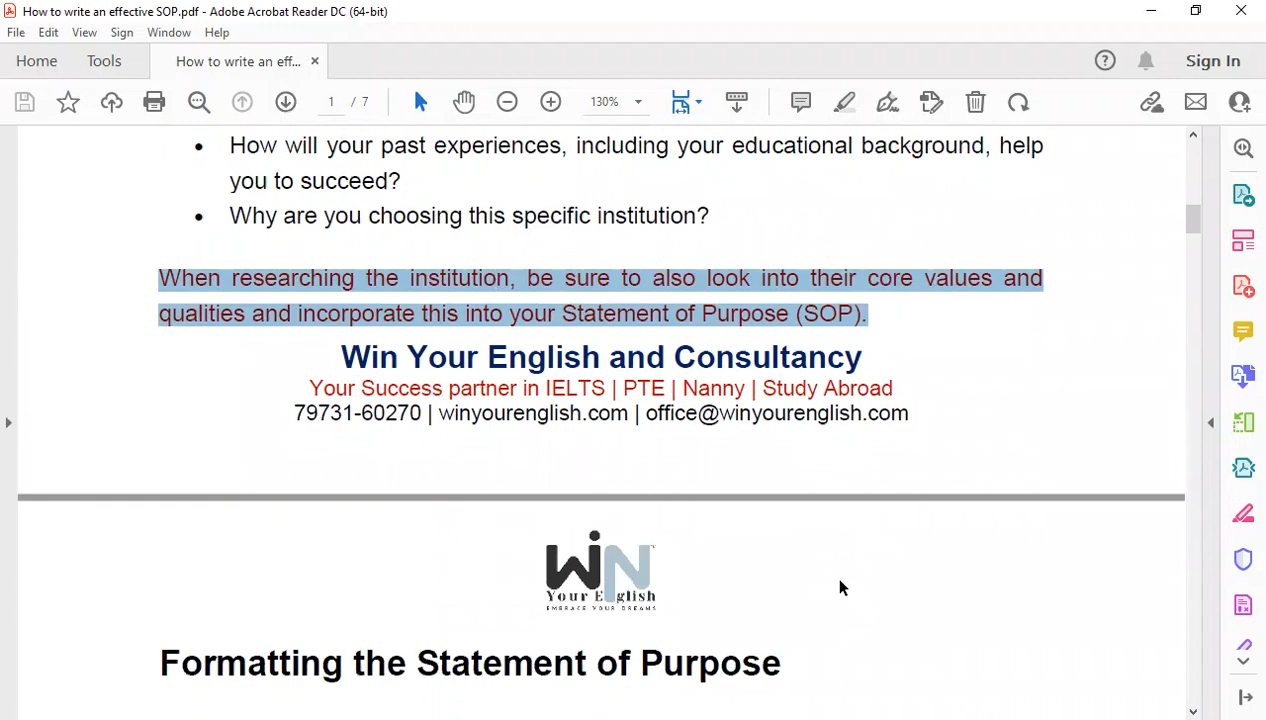 How to write an effective SOP.pdf - Adobe Acrobat Reader DC (64-bit)
File Edit View Sign Window Help
Home Tools How to write an eff... × Sign In
1 / 7 130%
• How will your past experiences, including your educational background, help
you to succeed?
• Why are you choosing this specific institution?
When researching the institution, be sure to also look into their core values and
qualities and incorporate this into your Statement of Purpose (SOP).
Win Your English and Consultancy
Your Success partner in IELTS | PTE | Nanny | Study Abroad
79731-60270 | winyourenglish.com | office@winyourenglish.com
WiN
Your English
EMBRACE YOUR DREAMS
Formatting the Statement of Purpose